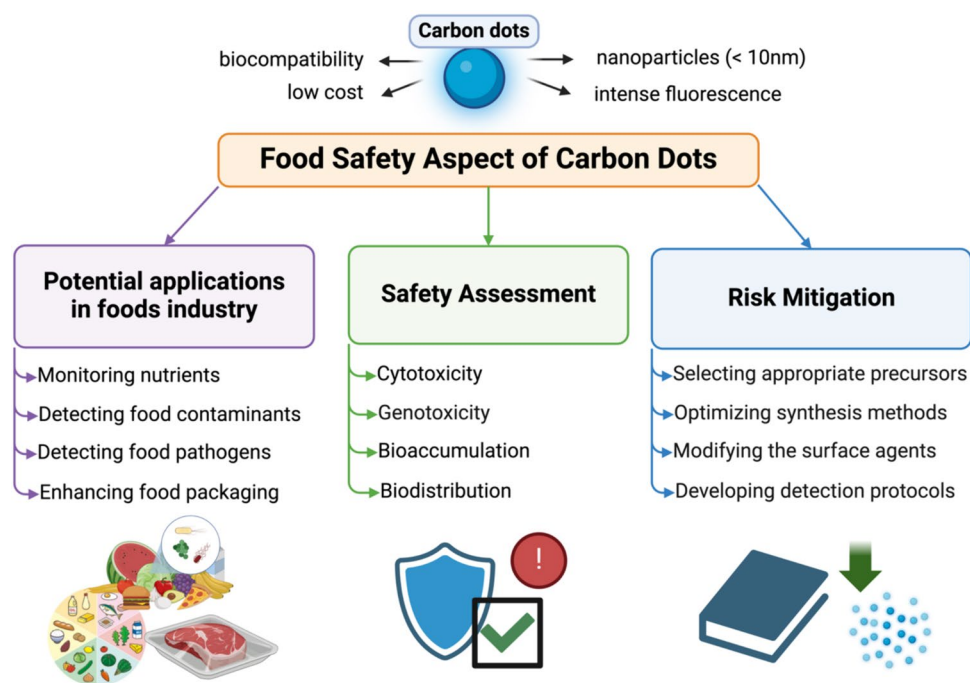 Carbon dots
biocompatibility
nanoparticles (< 10nm)
low cost
intense fluorescence
Food Safety Aspect of Carbon Dots
Potential applications
in foods industry
Monitoring nutrients
Detecting food contaminants
Detecting food pathogens
Enhancing food packaging
Safety Assessment
Cytotoxicity
Genotoxicity
Bioaccumulation
Biodistribution
!
Risk Mitigation
Selecting appropriate precursors
Optimizing synthesis methods
Modifying the surface agents
Developing detection protocols